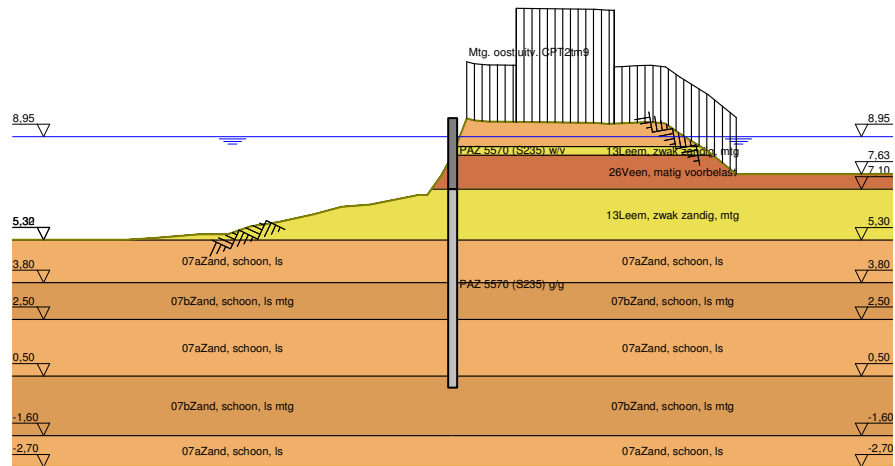 Mtg. oost uitv. CPT2tm9
8,95
8,95
PAZ 5570 (S235) w/v
13Leem, zwak zandig, mtg
7,63
26Veen, matig voorbelast
7,10
13Leem, zwak zandig, mtg
5,30
5,30
07aZand, schoon, ls
07aZand, schoon, ls
3,80
3,80
PAZ 5570 (S235) g/g
07bZand, schoon, ls mtg
07bZand, schoon, ls mtg
2,50
2,50
07aZand, schoon, ls
07aZand, schoon, ls
0,50
0,50
07bZand, schoon, ls mtg
07bZand, schoon, ls mtg
-1,60
-1,60
07aZand, schoon, ls
07aZand, schoon, ls
-2,70
-2,70